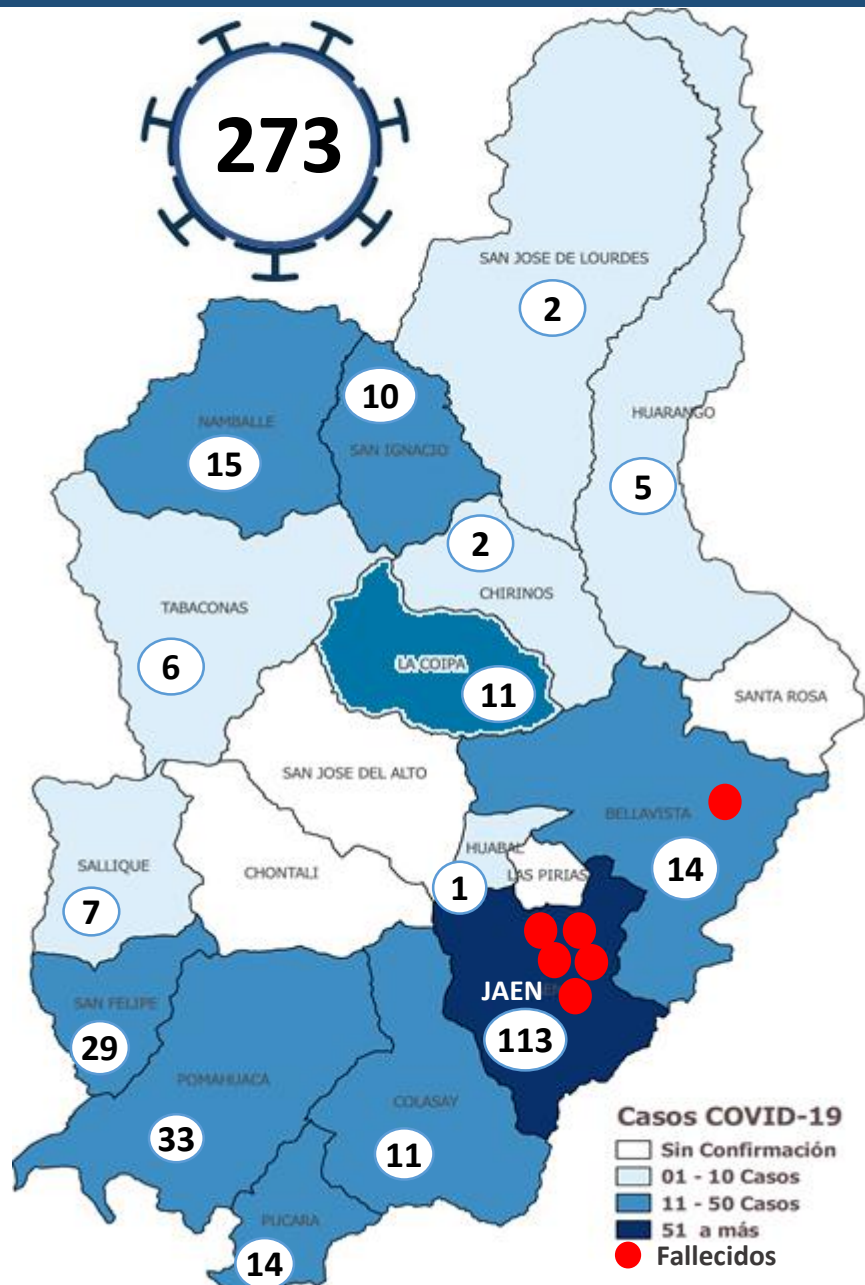 273
SAN JOSE DE LOURDES
2
10
NAMBALLE
15
SAN IGNACIO
HUARANGO
5
2
CHIRINOS
TABACONAS
6
LA COIPA
11
SANTA ROSA
SAN JOSE DEL ALTO
BELLAVISTA
14
SALLIQUE
7
CHONTALI
HUABAL
1
LAS PIRIAS
JAEN
113
SAN FELIPE
29
POMAHUACA
33
COLASAY
11
PUCARA
14
Casos COVID-19
Sin Confirmación
01 - 10 Casos
11 - 50 Casos
51 a más
Fallecidos